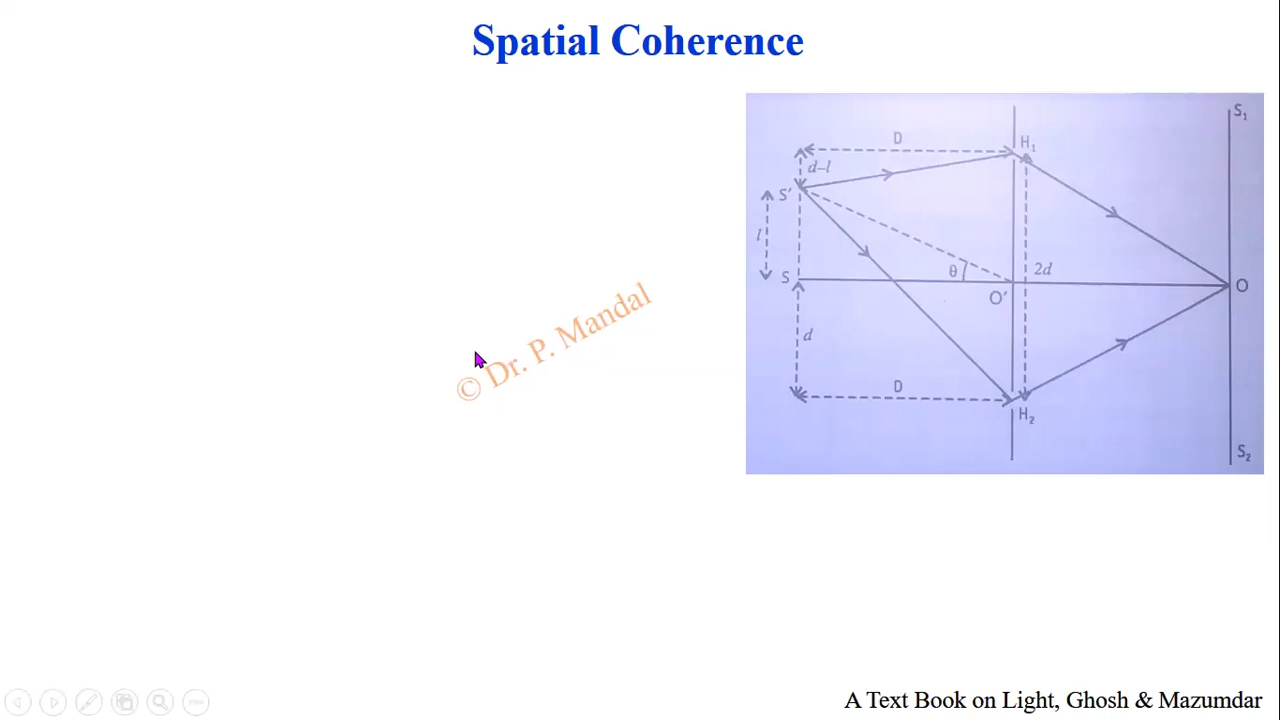 Spatial Coherence
D
H₁
S₁
d–l
S′
l
θ
2d
S
O′
O
d
D
H₂
S₂
© Dr. P. Mandal
A Text Book on Light, Ghosh & Mazumdar